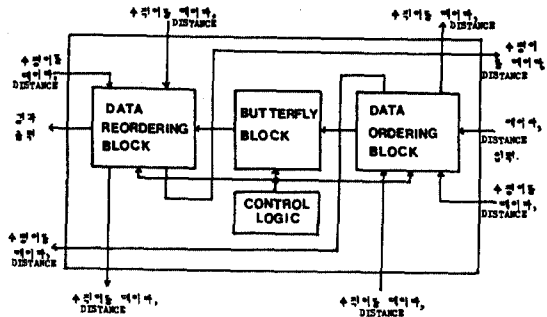 수직이동 데이타,
DISTANCE
수직이동 데이타,
DISTANCE
수평이동
데이타,
DISTANCE
수평이
동 데이타,
DISTANCE
결과
출력
DATA
REORDERING
BLOCK
BUTTERFLY
BLOCK
DATA
ORDERING
BLOCK
데이타,
DISTANCE
입력.
CONTROL
LOGIC
수평이동
데이타,
DISTANCE
수평이동
데이타,
DISTANCE
수직이동 데이타,
DISTANCE
수직이동 데이타,
DISTANCE